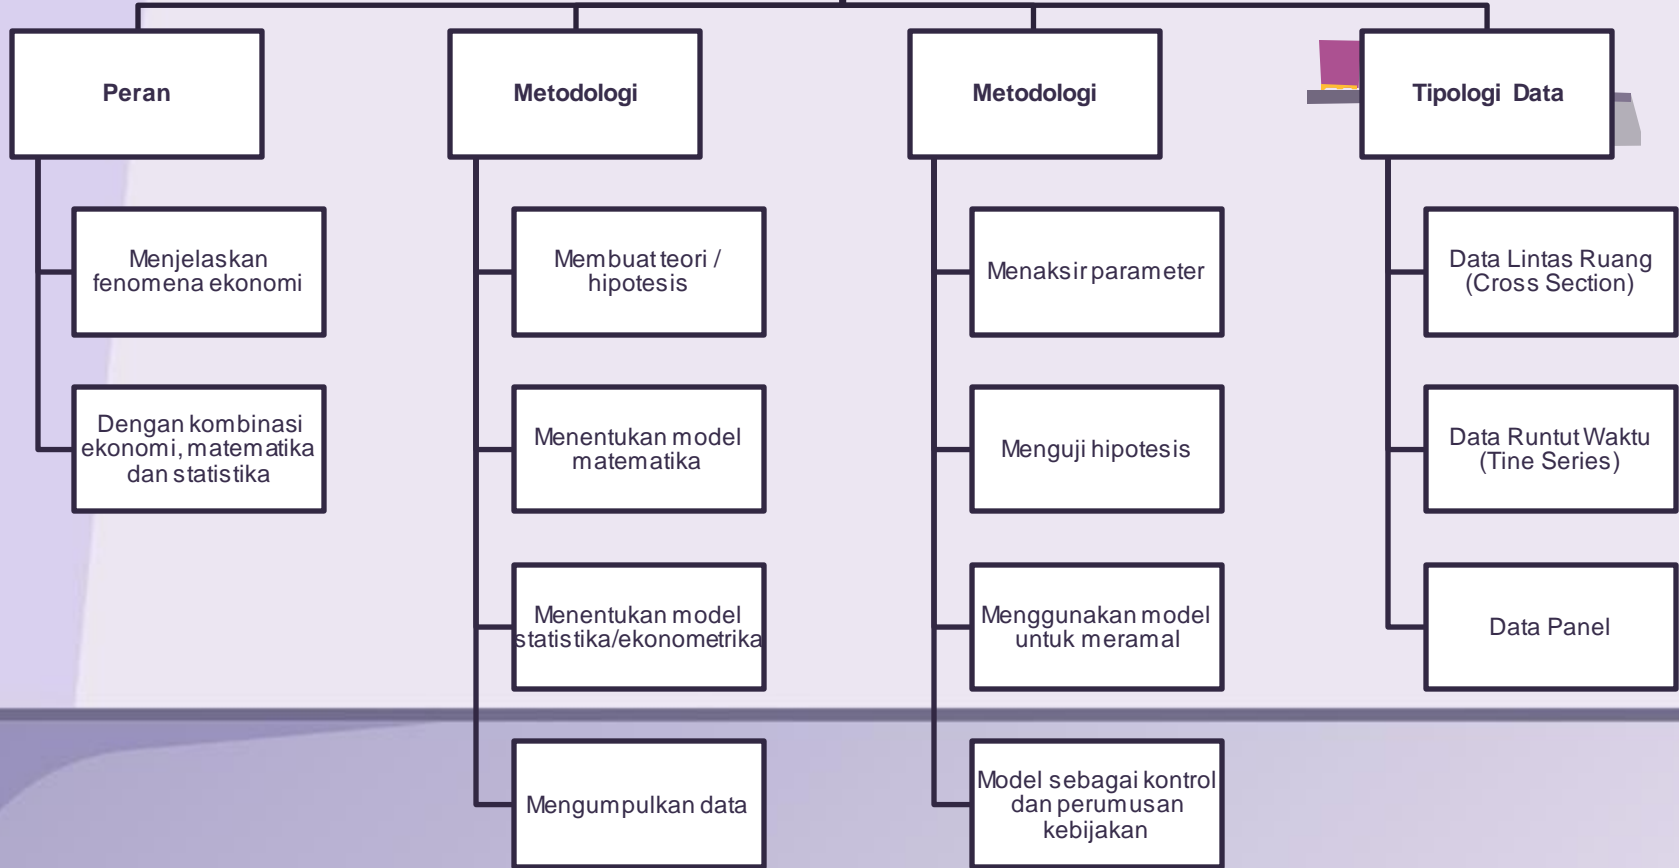 Peran
Menjelaskan
fenomena ekonomi
Dengan kombinasi
ekonomi, matematika
dan statistika
Metodologi
Membuat teori /
hipotesis
Menentukan model
matematika
Menentukan model
statistika/ekonometrika
Mengumpulkan data
Metodologi
Menaksir parameter
Menguji hipotesis
Menggunakan model
untuk meramal
Model sebagai kontrol
dan perumusan
kebijakan
Tipologi Data
Data Lintas Ruang
(Cross Section)
Data Runtut Waktu
(Tine Series)
Data Panel